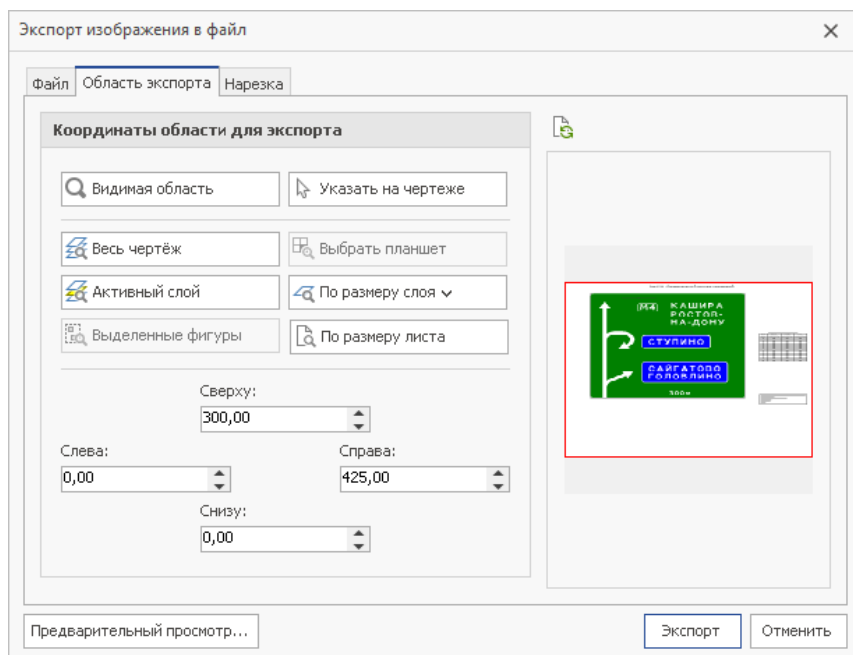 Экспорт изображения в файл
Файл
Область экспорта
Нарезка
Координаты области для экспорта
Видимая область
Указать на чертеже
Весь чертёж
Выбрать планшет
Активный слой
По размеру слоя
Выделенные фигуры
По размеру листа
Сверху:
300,00
Слева:
0,00
Справа:
425,00
Снизу:
0,00
М4
КАШИРА
РОСТОВ-
НА-ДОНУ
СТУПИНО
САЙГАТОВО
ГОЛОВЛИНО
300м
Предварительный просмотр...
Экспорт
Отменить